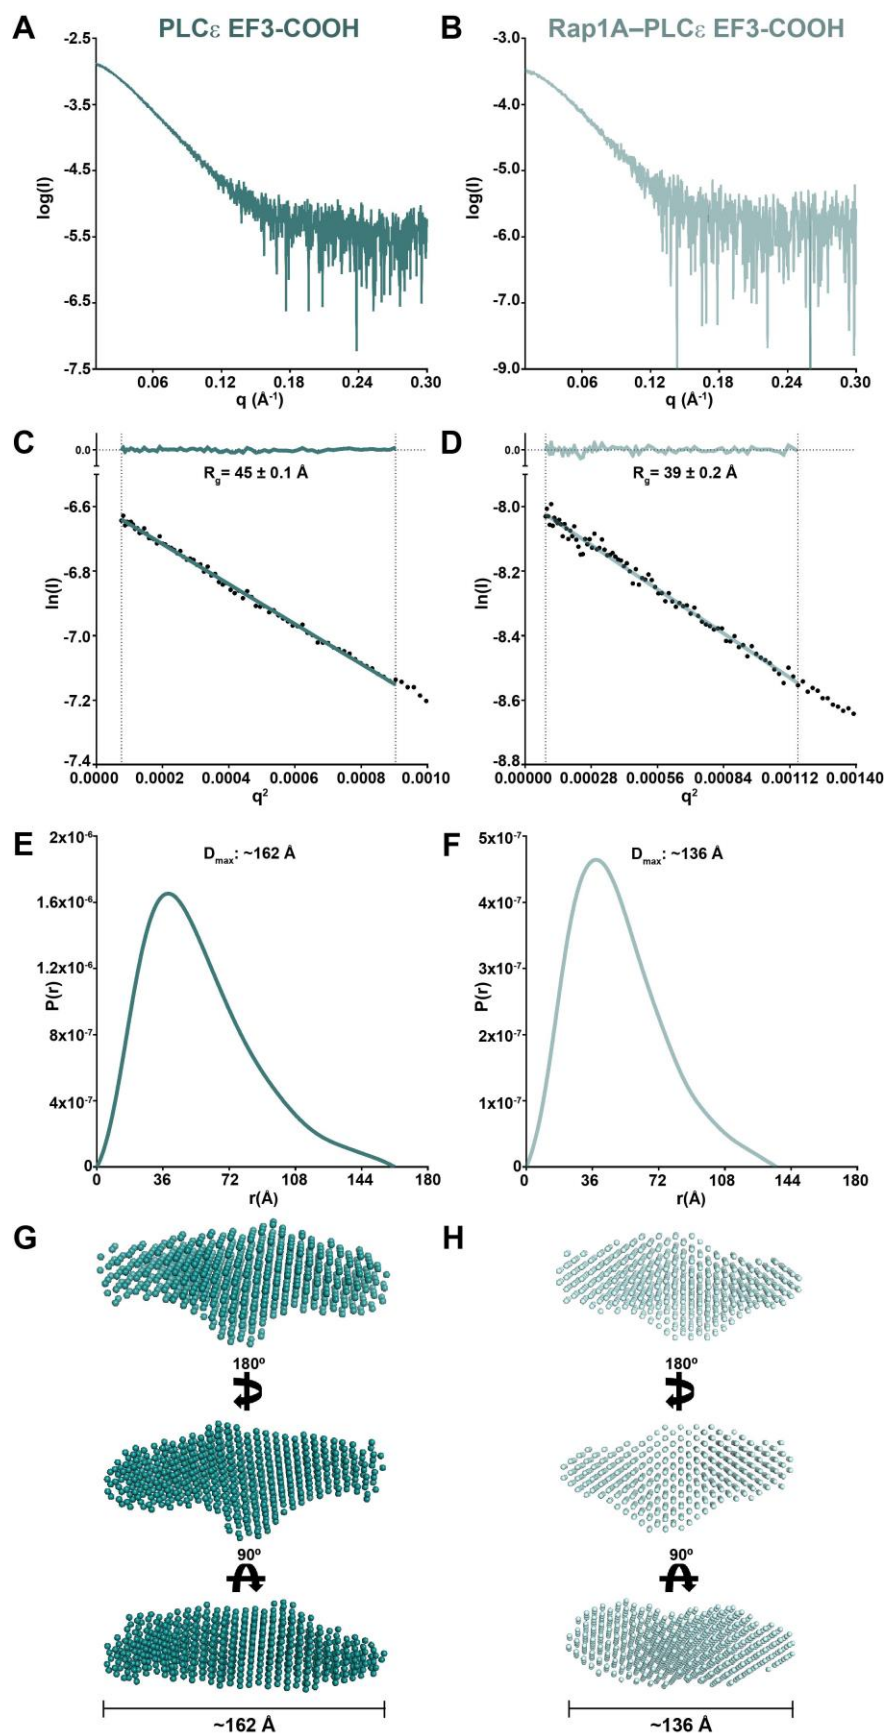 A
PLCε EF3-COOH
B
Rap1A–PLCε EF3-COOH
-2.5
-3.5
-4.5
-5.5
-6.5
-7.5
log(I)
0.06 0.12 0.18 0.24 0.30
q (Å-1)
-3.0
-4.0
-5.0
-6.0
-7.0
-9.0
log(I)
0.06 0.12 0.18 0.24 0.30
q (Å-1)
C
0.0
Rg= 45 ± 0.1 Å
-6.6
-6.8
-7.0
-7.2
-7.4
ln(I)
0.0000 0.0002 0.0004 0.0006 0.0008 0.0010
q2
D
0.0
Rg= 39 ± 0.2 Å
-8.0
-8.2
-8.4
-8.6
-8.8
ln(I)
0.00000 0.00028 0.00056 0.00084 0.00112 0.00140
q2
E
Dmax: ~162 Å
2x10-6
1.6x10-6
1.2x10-6
8x10-7
4x10-7
0
P(r)
0 36 72 108 144 180
r(Å)
F
Dmax: ~136 Å
5x10-7
4x10-7
3x10-7
2x10-7
1x10-7
0
P(r)
0 36 72 108 144 180
r(Å)
G
180º
90º
~162 Å
H
180º
90º
~136 Å